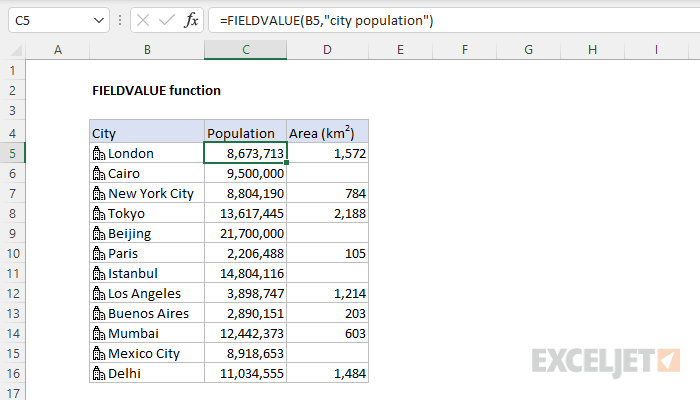 C5 fx =FIELDVALUE(B5,"city population")
A B C D E F G H I
1
2 FIELDVALUE function
3
4 City Population Area (km²)
5 London 8,673,713 1,572
6 Cairo 9,500,000
7 New York City 8,804,190 784
8 Tokyo 13,617,445 2,188
9 Beijing 21,700,000
10 Paris 2,206,488 105
11 Istanbul 14,804,116
12 Los Angeles 3,898,747 1,214
13 Buenos Aires 2,890,151 203
14 Mumbai 12,442,373 603
15 Mexico City 8,918,653
16 Delhi 11,034,555 1,484
17
EXCELJET